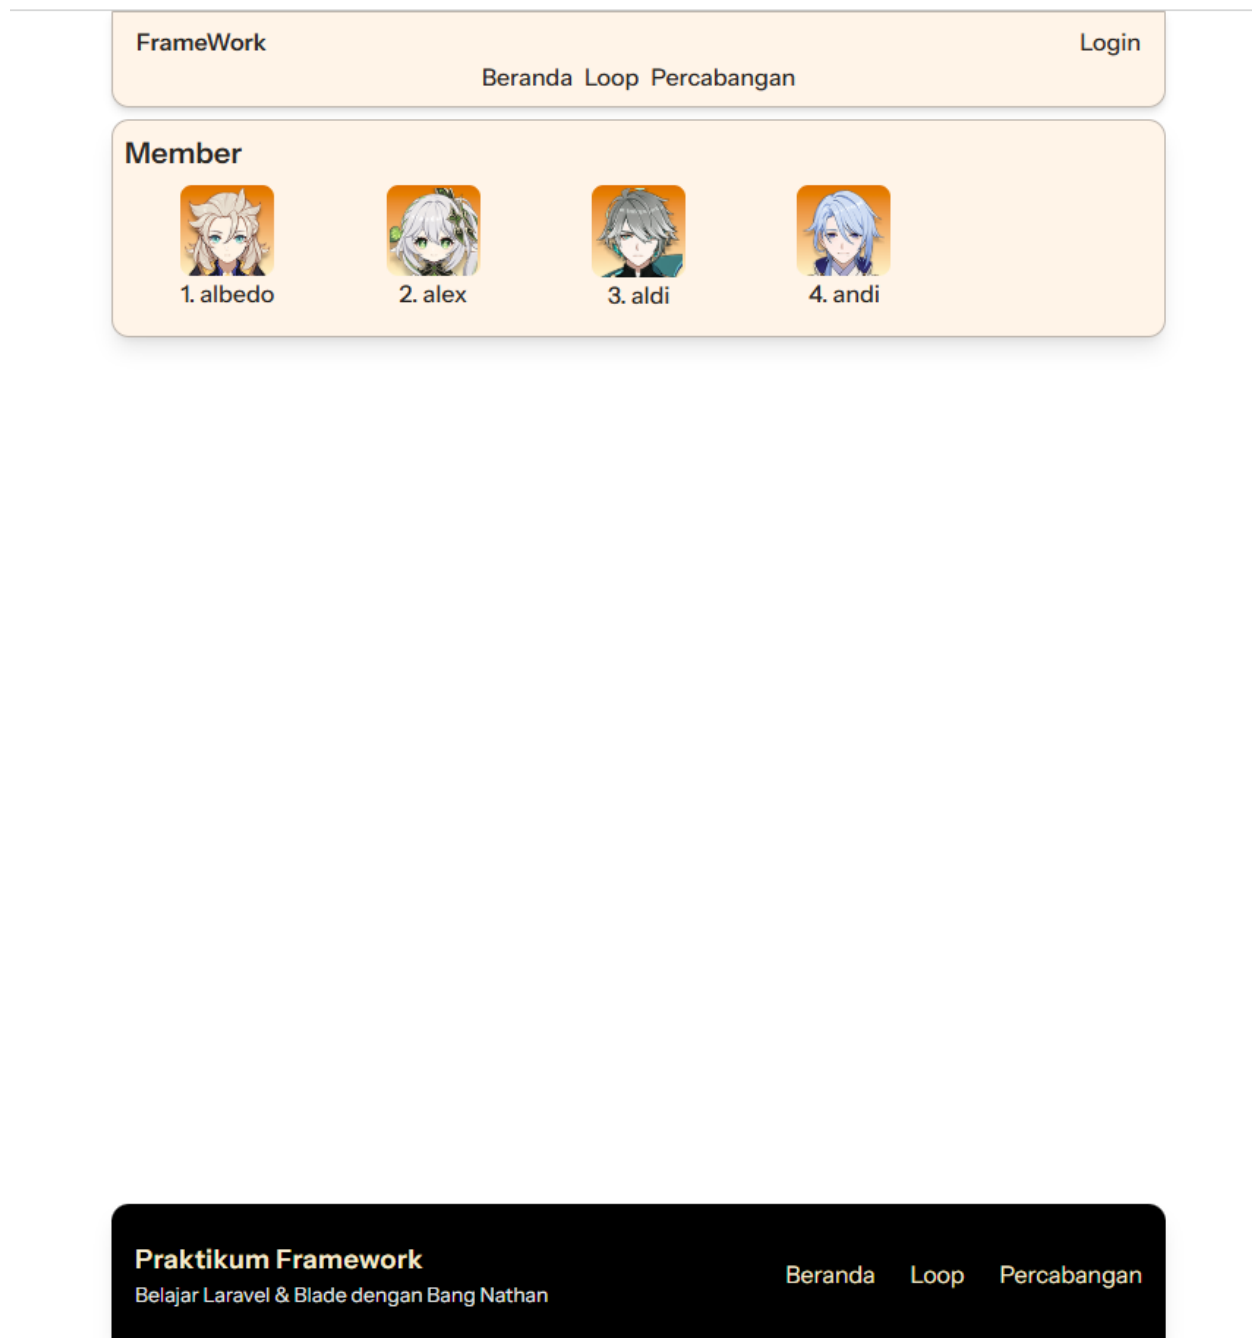 FrameWork
Login
Beranda Loop Percabangan
Member
1. albedo
2. alex
3. aldi
4. andi
Praktikum Framework
Belajar Laravel & Blade dengan Bang Nathan
Beranda Loop Percabangan